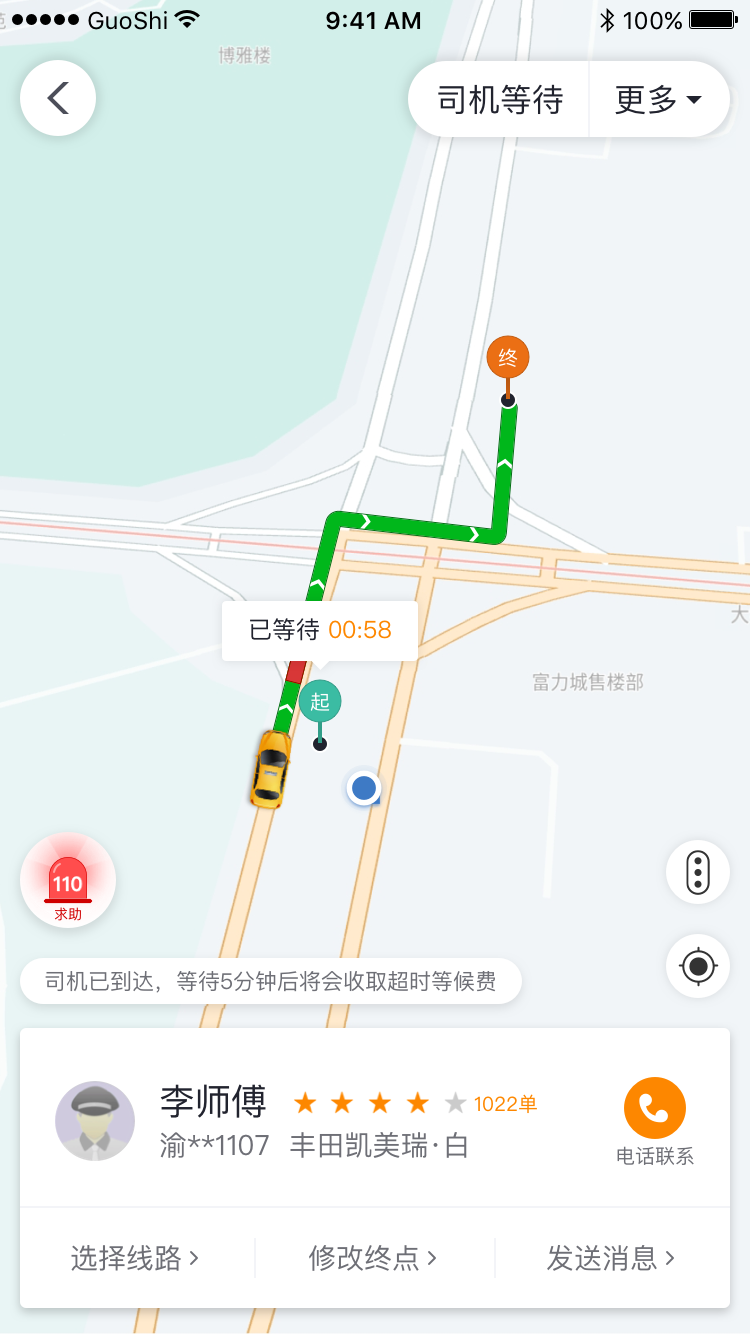 GuoShi 9:41 AM 100%
博雅楼
司机等待 更多
终
已等待 00:58
大
富力城售楼部
起
110
求助
司机已到达，等待5分钟后将会收取超时等候费
李师傅 1022单
渝**1107 丰田凯美瑞·白
电话联系
选择线路 修改终点 发送消息